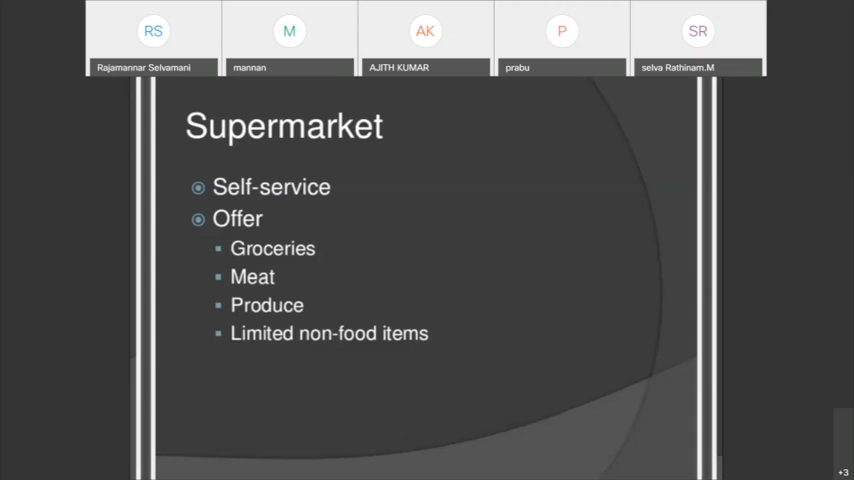 RS
M
AK
P
SR
Rajamannar Selvamani
mannan
AJITH KUMAR
prabu
selva Rathinam.M
Supermarket
Self-service
Offer
Groceries
Meat
Produce
Limited non-food items
+3